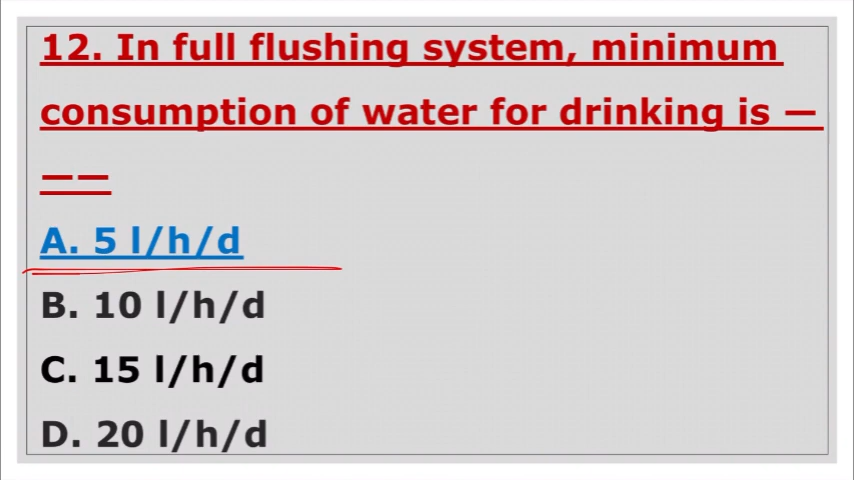 12. In full flushing system, minimum
consumption of water for drinking is —
——
A. 5 l/h/d
B. 10 l/h/d
C. 15 l/h/d
D. 20 l/h/d